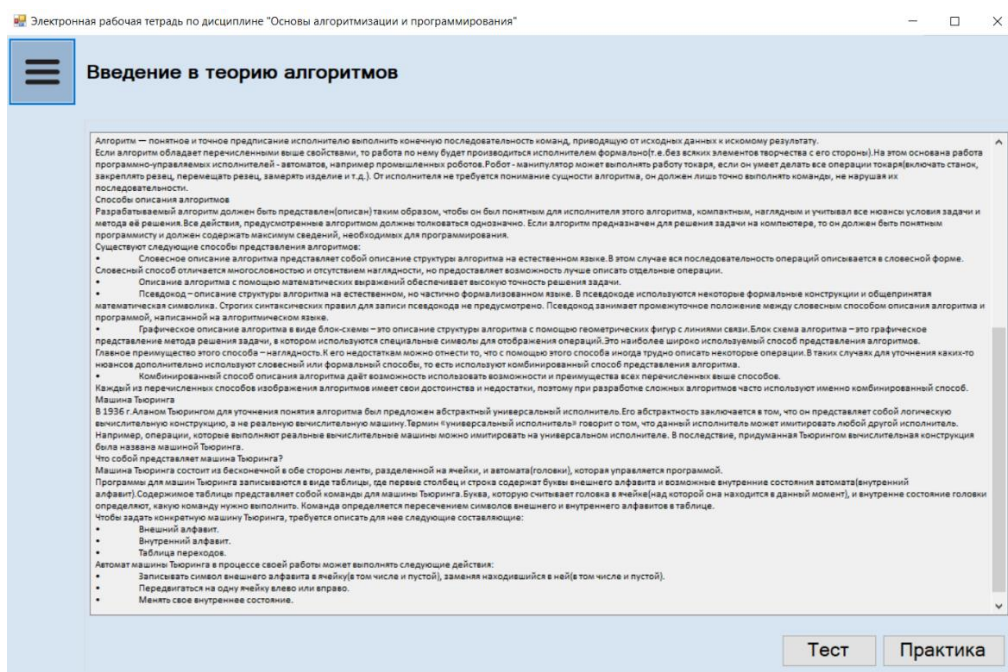 Электронная рабочая тетрадь по дисциплине "Основы алгоритмизации и программирования"
Введение в теорию алгоритмов
Алгоритм — понятное и точное предписание исполнителю выполнить конечную последовательность команд, приводящую от исходных данных к искомому результату.
Если алгоритм обладает перечисленными выше свойствами, то работа по нему будет производиться исполнителем формально(т.е.без всяких элементов творчества с его стороны).На этом основана работа
программно-управляемых исполнителей - автоматов, например промышленных роботов.Робот - манипулятор может выполнять работу токаря, если он умеет делать все операции токаря(включать станок,
закреплять резец, перемещать резец, замерять изделие и т.д.). От исполнителя не требуется понимание сущности алгоритма, он должен лишь точно выполнять команды, не нарушая их
последовательности.
Способы описания алгоритмов
Разрабатываемый алгоритм должен быть представлен(описан)таким образом, чтобы он был понятным для исполнителя этого алгоритма, компактным, наглядным и учитывал все нюансы условия задачи и
метода её решения.Все действия, предусмотренные алгоритмом должны толковаться однозначно. Если алгоритм предназначен для решения задачи на компьютере, то он должен быть понятным
программисту и должен содержать максимум сведений, необходимых для программирования.
Существуют следующие способы представления алгоритмов:
• Словесное описание алгоритма представляет собой описание структуры алгоритма на естественном языке.В этом случае вся последовательность операций описывается в словесной форме.
Словесный способ отличается многословностью и отсутствием наглядности, но предоставляет возможность лучше описать отдельные операции.
• Описание алгоритма с помощью математических выражений обеспечивает высокую точность решения задачи.
• Псевдокод – описание структуры алгоритма на естественном, но частично формализованном языке. В псевдокоде используются некоторые формальные конструкции и общепринятая
математическая символика. Строгих синтаксических правил для записи псевдокода не предусмотрено. Псевдокод занимает промежуточное положение между словесным способом описания алгоритма и
программой, написанной на алгоритмическом языке.
• Графическое описание алгоритма в виде блок-схемы – это описание структуры алгоритма с помощью геометрических фигур с линиями связи.Блок схема алгоритма – это графическое
представление метода решения задачи, в котором используются специальные символы для отображения операций.Это наиболее широко используемый способ представления алгоритмов.
Главное преимущество этого способа – наглядность.К его недостаткам можно отнести то, что с помощью этого способа иногда трудно описать некоторые операции.В таких случаях для уточнения каких-то
нюансов дополнительно используют словесный или формальный способы, то есть используют комбинированный способ представления алгоритма.
• Комбинированный способ описания алгоритма даёт возможность использовать возможности и преимущества всех перечисленных выше способов.
Каждый из перечисленных способов изображения алгоритмов имеет свои достоинства и недостатки, поэтому при разработке сложных алгоритмов часто используют именно комбинированный способ.
Машина Тьюринга
В 1936 г.Аланом Тьюрингом для уточнения понятия алгоритма был предложен абстрактный универсальный исполнитель.Его абстрактность заключается в том, что он представляет собой логическую
вычислительную конструкцию, а не реальную вычислительную машину.Термин «универсальный исполнитель» говорит о том, что данный исполнитель может имитировать любой другой исполнитель.
Например, операции, которые выполняют реальные вычислительные машины можно имитировать на универсальном исполнителе. В последствие, придуманная Тьюрингом вычислительная конструкция
была названа машиной Тьюринга.
Что собой представляет машина Тьюринга?
Машина Тьюринга состоит из бесконечной в обе стороны ленты, разделенной на ячейки, и автомата(головки), которая управляется программой.
Программы для машин Тьюринга записываются в виде таблицы, где первые столбец и строка содержат буквы внешнего алфавита и возможные внутренние состояния автомата(внутренний
алфавит).Содержимое таблицы представляет собой команды для машины Тьюринга.Буква, которую считывает головка в ячейке(над которой она находится в данный момент), и внутренне состояние головки
определяют, какую команду нужно выполнить. Команда определяется пересечением символов внешнего и внутреннего алфавитов в таблице.
Чтобы задать конкретную машину Тьюринга, требуется описать для нее следующие составляющие:
• Внешний алфавит.
• Внутренний алфавит.
• Таблица переходов.
Автомат машины Тьюринга в процессе своей работы может выполнять следующие действия:
• Записывать символ внешнего алфавита в ячейку(в том числе и пустой), заменяя находившийся в ней(в том числе и пустой).
• Передвигаться на одну ячейку влево или вправо.
• Менять свое внутреннее состояние.
Тест
Практика